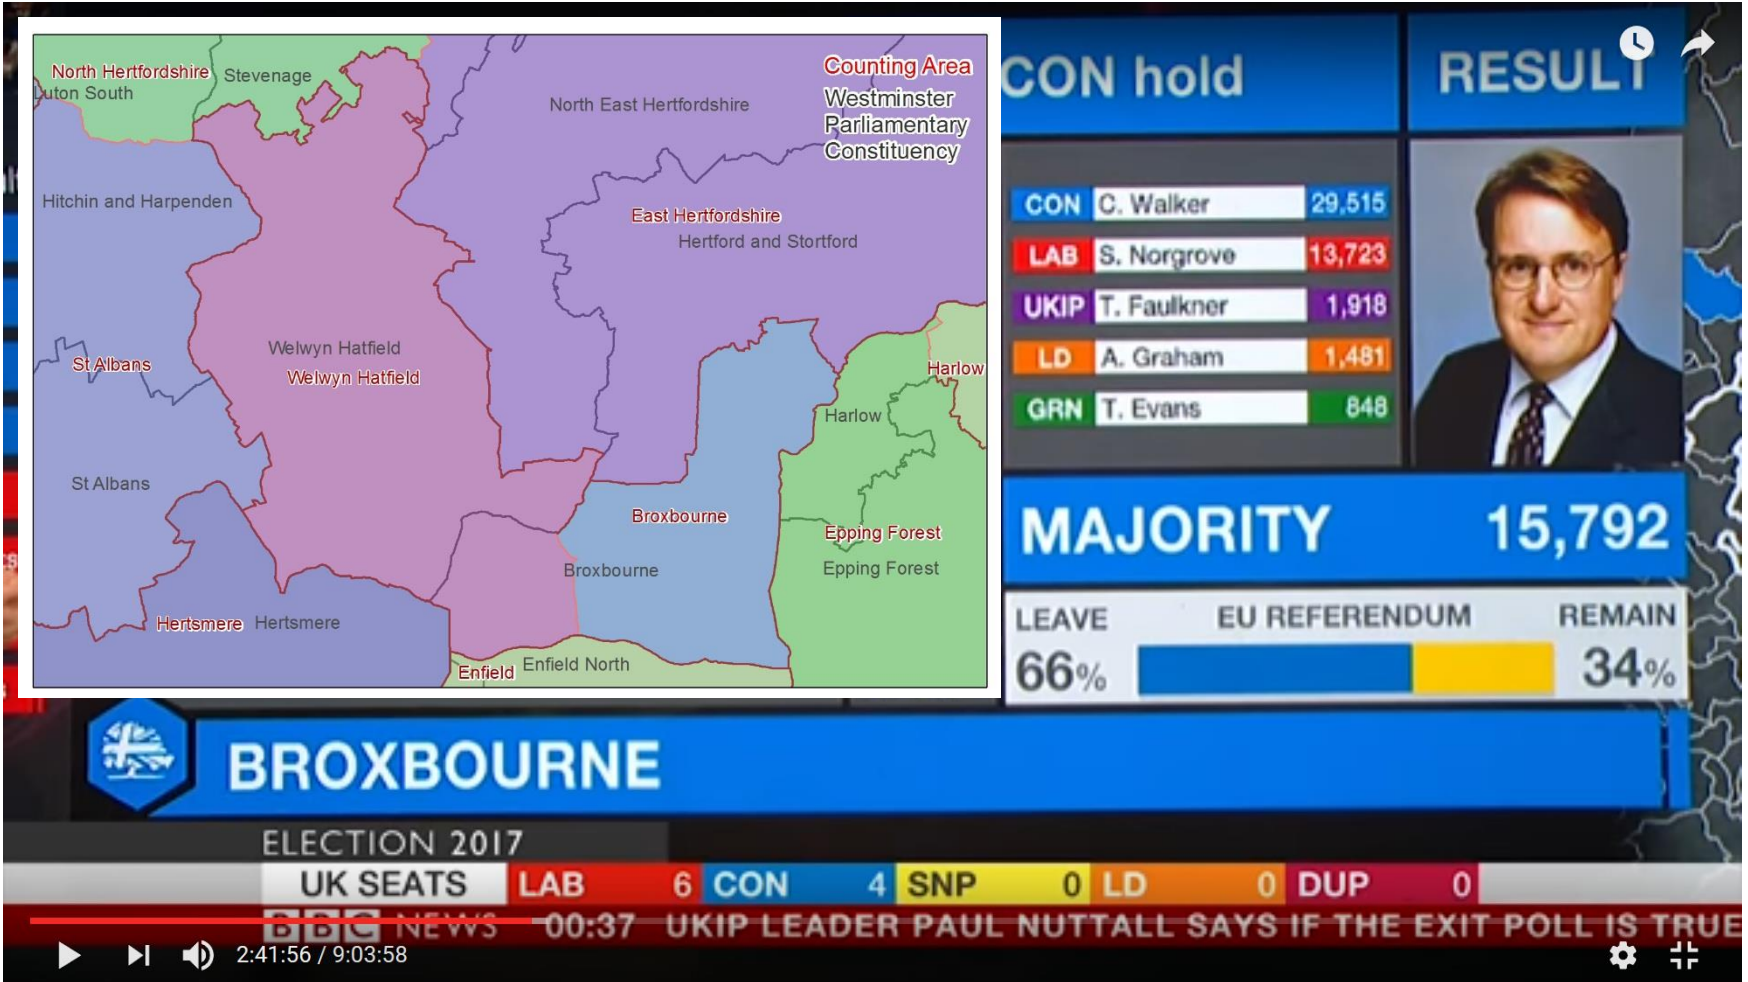 North Hertfordshire
Stevenage
Luton South
North East Hertfordshire
Counting Area
Westminster
Parliamentary
Constituency
Hitchin and Harpenden
East Hertfordshire
Hertford and Stortford
Welwyn Hatfield
Welwyn Hatfield
St Albans
Harlow
Harlow
St Albans
Broxbourne
Epping Forest
Broxbourne
Epping Forest
Hertsmere Hertsmere
Enfield Enfield North
CON hold
RESULT
CON C. Walker 29,515
LAB S. Norgrove 13,723
UKIP T. Faulkner 1,918
LD A. Graham 1,481
GRN T. Evans 848
MAJORITY 15,792
LEAVE EU REFERENDUM REMAIN
66% 34%
BROXBOURNE
ELECTION 2017
UK SEATS LAB 6 CON 4 SNP 0 LD 0 DUP 0
BBC NEWS 00:37 UKIP LEADER PAUL NUTTALL SAYS IF THE EXIT POLL IS TRUE
2:41:56 / 9:03:58